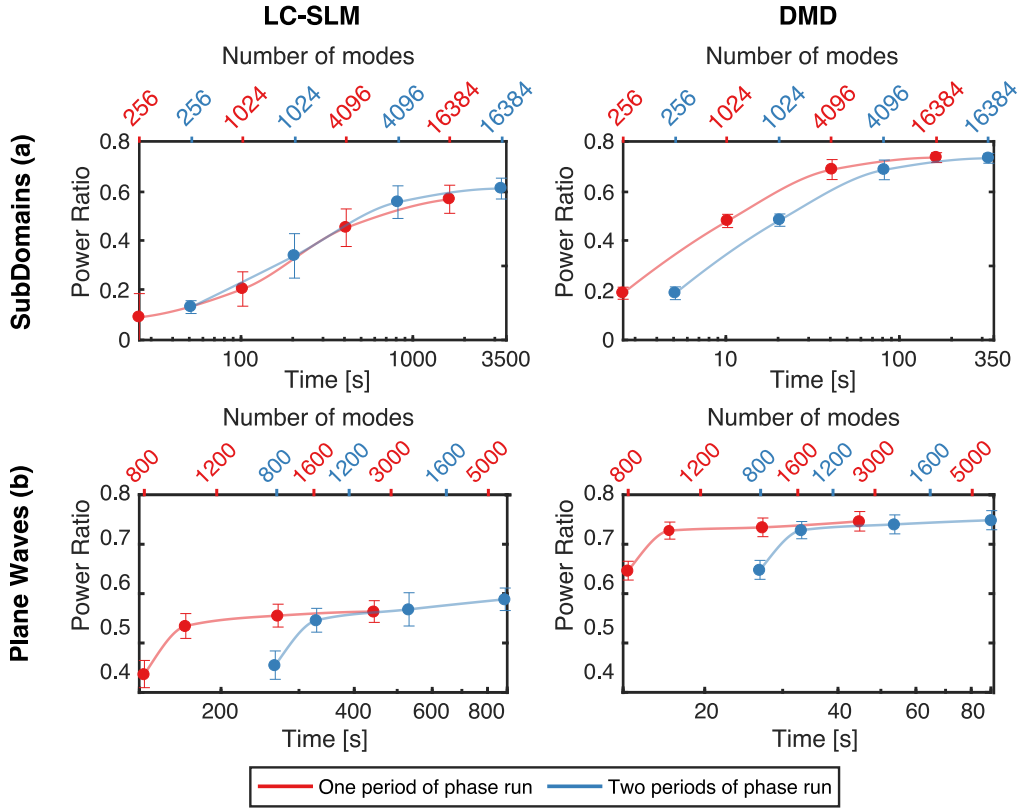 LC-SLM
DMD
Number of modes
Number of modes
256 256 1024 1024 4096 4096 16384 16384
256 256 1024 1024 4096 4096 16384 16384
SubDomains (a)
Power Ratio
0.8
0.6
0.4
0.2
0
100 1000 3500
Time [s]
Power Ratio
0.8
0.6
0.4
0.2
0
10 100 350
Time [s]
Number of modes
Number of modes
800 1200 800 1600 1200 3000 1600 5000
800 1200 800 1600 1200 3000 1600 5000
Plane Waves (b)
Power Ratio
0.8
0.7
0.6
0.5
0.4
200 400 600 800
Time [s]
Power Ratio
0.8
0.7
0.6
0.5
0.4
20 40 60 80
Time [s]
One period of phase run Two periods of phase run